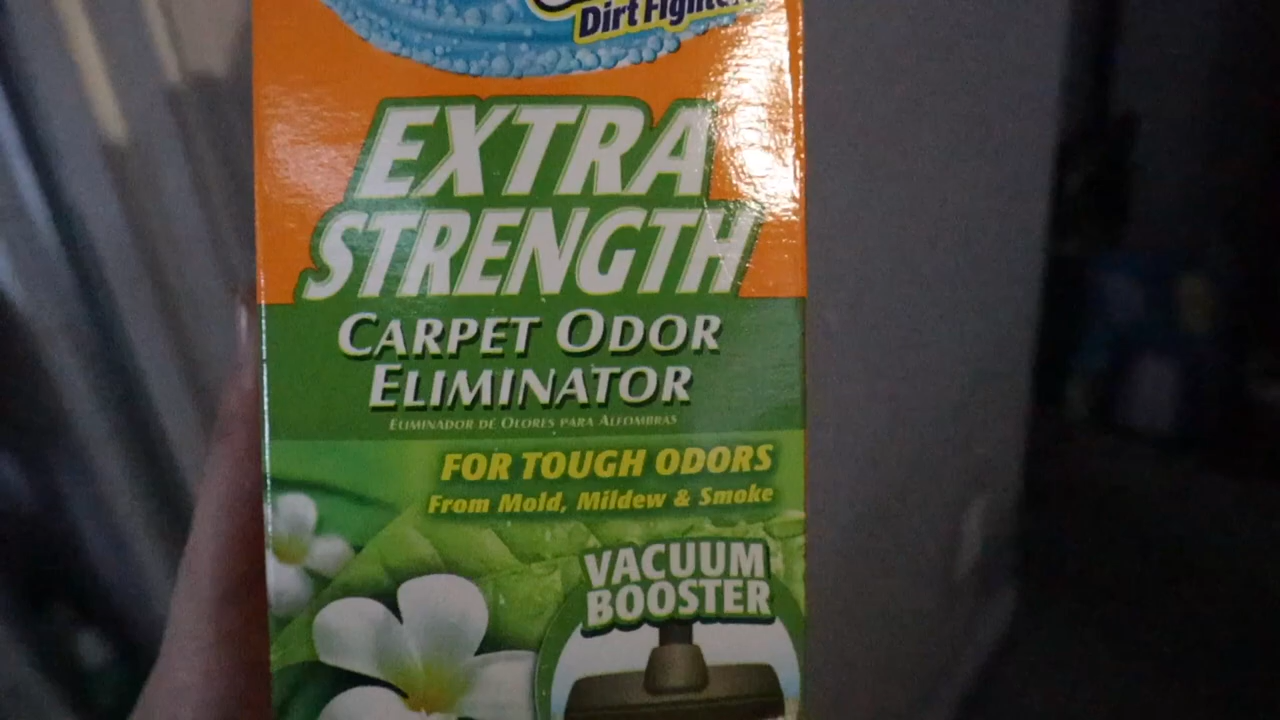 Dirt Fighters
EXTRA
STRENGTH
CARPET ODOR
ELIMINATOR
ELIMINADOR DE OLORES PARA ALFOMBRAS
FOR TOUGH ODORS
From Mold, Mildew & Smoke
VACUUM
BOOSTER